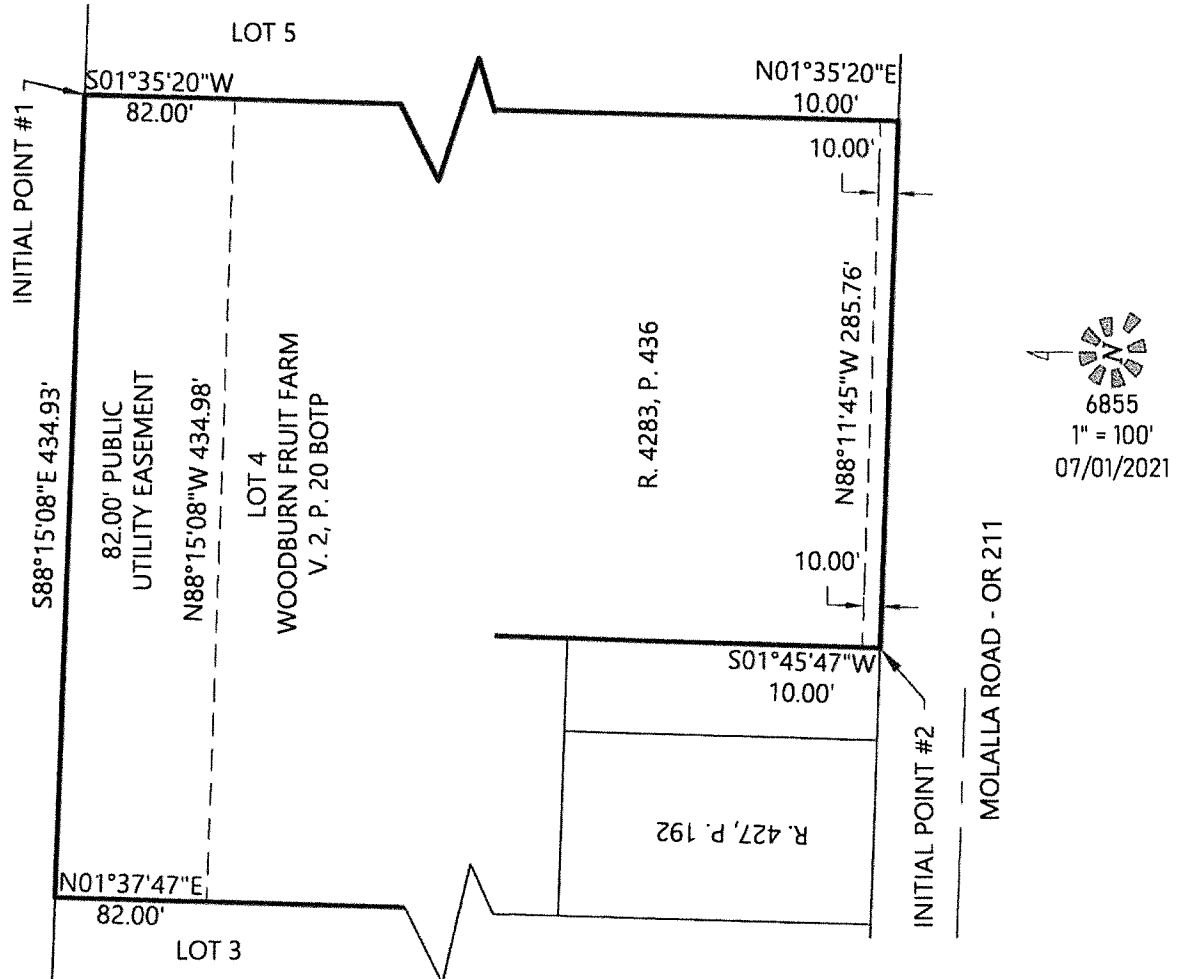 LOT 5
S01°35'20"W
82.00'
N01°35'20"E
10.00'
10.00'
INITIAL POINT #1
S88°15'08"E 434.93'
82.00' PUBLIC
UTILITY EASEMENT
N88°15'08"W 434.98'
LOT 4
WOODBURN FRUIT FARM
V. 2, P. 20 BOTP
R. 4283, P. 436
N88°11'45"W 285.76'
N
6855
1" = 100'
07/01/2021
10.00'
S01°45'47"W
10.00'
INITIAL POINT #2
MOLALLA ROAD - OR 211
R. 427, P. 192
N01°37'47"E
82.00'
LOT 3